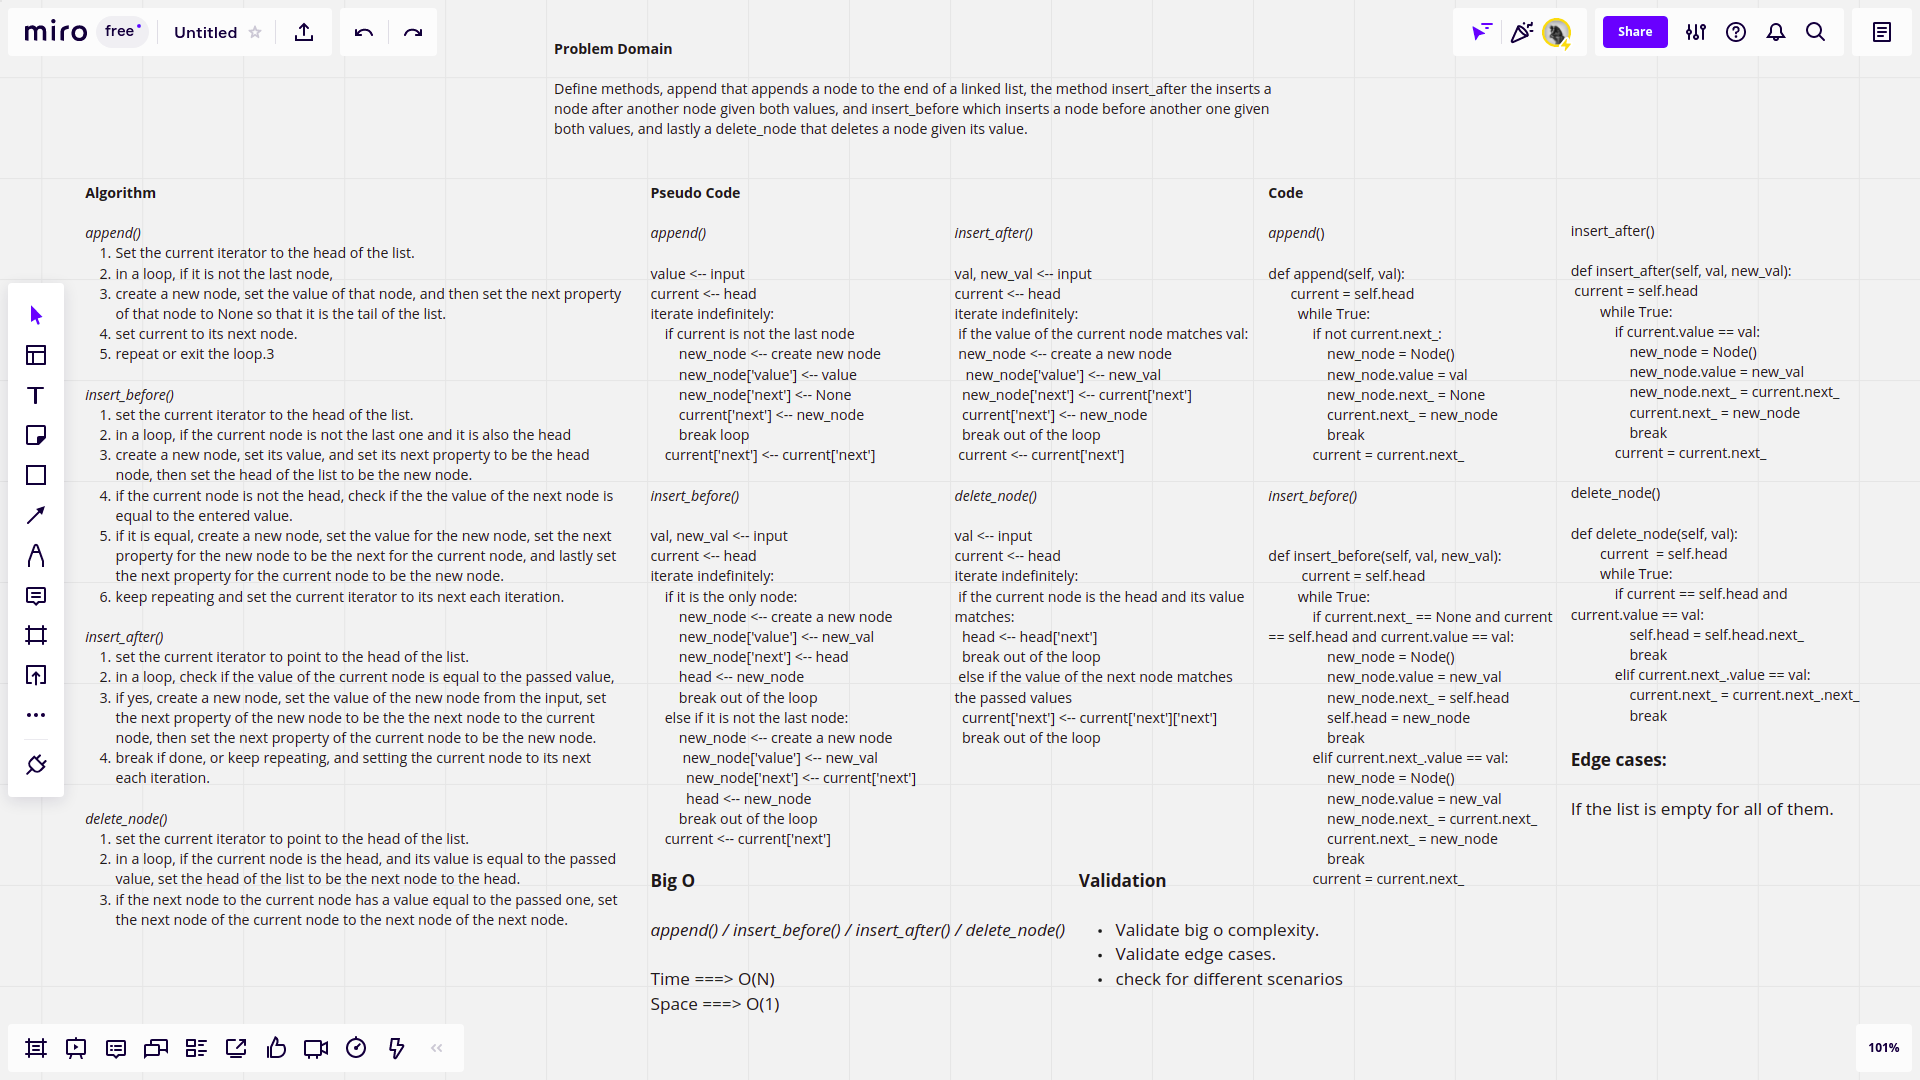 miro
free
Untitled
Share
Problem Domain
Define methods, append that appends a node to the end of a linked list, the method insert_after the inserts a
node after another node given both values, and insert_before which inserts a node before another one given
both values, and lastly a delete_node that deletes a node given its value.
Algorithm
append()
1. Set the current iterator to the head of the list.
2. in a loop, if it is not the last node,
3. create a new node, set the value of that node, and then set the next property
of that node to None so that it is the tail of the list.
4. set current to its next node.
5. repeat or exit the loop.3
insert_before()
1. set the current iterator to the head of the list.
2. in a loop, if the current node is not the last one and it is also the head
3. create a new node, set its value, and set its next property to be the head
node, then set the head of the list to be the new node.
4. if the current node is not the head, check if the the value of the next node is
equal to the entered value.
5. if it is equal, create a new node, set the value for the new node, set the next
property for the new node to be the next for the current node, and lastly set
the next property for the current node to be the new node.
6. keep repeating and set the current iterator to its next each iteration.
insert_after()
1. set the current iterator to point to the head of the list.
2. in a loop, check if the value of the current node is equal to the passed value,
3. if yes, create a new node, set the value of the new node from the input, set
the next property of the new node to be the the next node to the current
node, then set the next property of the current node to be the new node.
4. break if done, or keep repeating, and setting the current node to its next
each iteration.
delete_node()
1. set the current iterator to point to the head of the list.
2. in a loop, if the current node is the head, and its value is equal to the passed
value, set the head of the list to be the next node to the head.
3. if the next node to the current node has a value equal to the passed one, set
the next node of the current node to the next node of the next node.
Pseudo Code
append()
value <-- input
current <-- head
iterate indefinitely:
if current is not the last node
new_node <-- create new node
new_node['value'] <-- value
new_node['next'] <-- None
current['next'] <-- new_node
break loop
current['next'] <-- current['next']
insert_before()
val, new_val <-- input
current <-- head
iterate indefinitely:
if it is the only node:
new_node <-- create a new node
new_node['value'] <-- new_val
new_node['next'] <-- head
head <-- new_node
break out of the loop
else if it is not the last node:
new_node <-- create a new node
new_node['value'] <-- new_val
new_node['next'] <-- current['next']
head <-- new_node
break out of the loop
current <-- current['next']
insert_after()
val, new_val <-- input
current <-- head
iterate indefinitely:
if the value of the current node matches val:
new_node <-- create a new node
new_node['value'] <-- new_val
new_node['next'] <-- current['next']
current['next'] <-- new_node
break out of the loop
current <-- current['next']
delete_node()
val <-- input
current <-- head
iterate indefinitely:
if the current node is the head and its value
matches:
head <-- head['next']
break out of the loop
else if the value of the next node matches
the passed values
current['next'] <-- current['next']['next']
break out of the loop
Code
append()
def append(self, val):
current = self.head
while True:
if not current.next_:
new_node = Node()
new_node.value = val
new_node.next_ = None
current.next_ = new_node
break
current = current.next_
insert_before()
def insert_before(self, val, new_val):
current = self.head
while True:
if current.next_ == None and current
== self.head and current.value == val:
new_node = Node()
new_node.value = new_val
new_node.next_ = self.head
self.head = new_node
break
elif current.next_.value == val:
new_node = Node()
new_node.value = new_val
new_node.next_ = current.next_
current.next_ = new_node
break
current = current.next_
insert_after()
def insert_after(self, val, new_val):
current = self.head
while True:
if current.value == val:
new_node = Node()
new_node.value = new_val
new_node.next_ = current.next_
current.next_ = new_node
break
current = current.next_
delete_node()
def delete_node(self, val):
current = self.head
while True:
if current == self.head and
current.value == val:
self.head = self.head.next_
break
elif current.next_.value == val:
current.next_ = current.next_.next_
break
Edge cases:
If the list is empty for all of them.
Big O
append() / insert_before() / insert_after() / delete_node()
Time ===> O(N)
Space ===> O(1)
Validation
• Validate big o complexity.
• Validate edge cases.
• check for different scenarios
101%